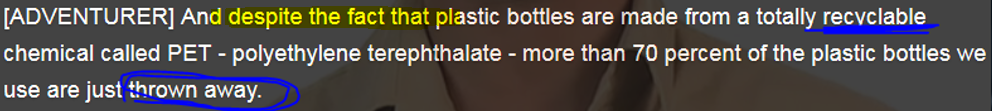 [ADVENTURER] And despite the fact that plastic bottles are made from a totally recyclable
chemical called PET - polyethylene terephthalate - more than 70 percent of the plastic bottles we
use are just thrown away.